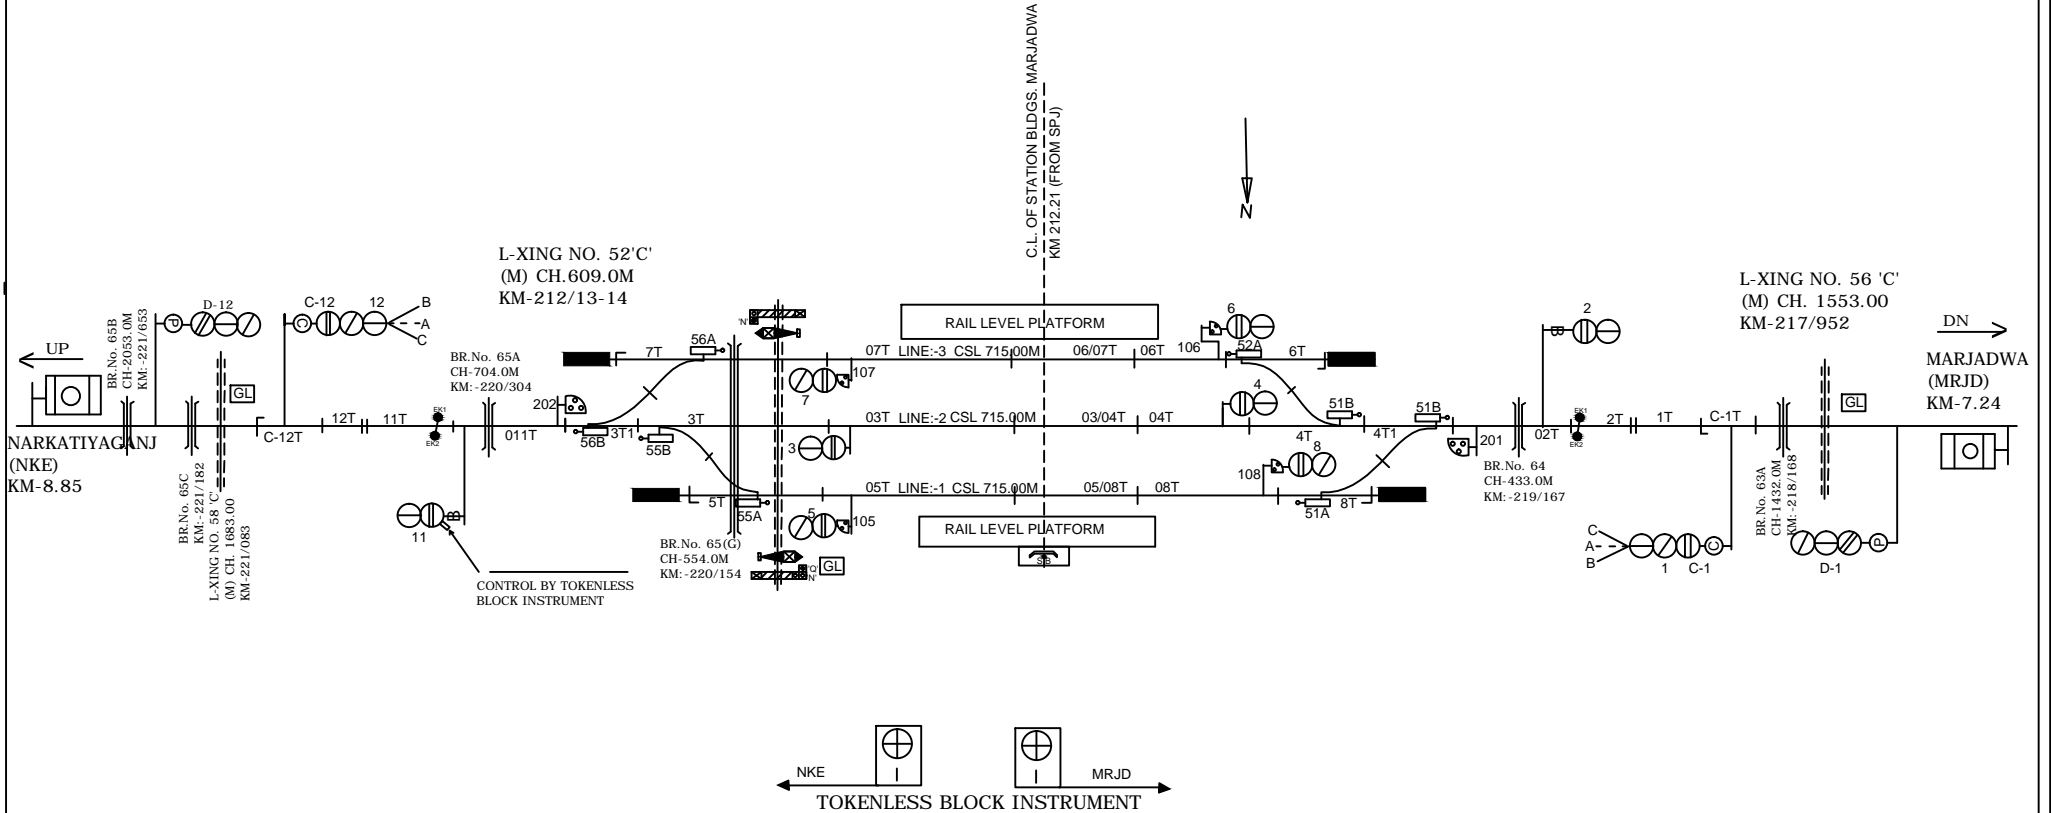 C.L. OF STATION BLDGS. MARJADWA
KM 212.21 (FROM SPJ)
N
L-XING NO. 52'C'
(M) CH.609.0M
KM-212/13-14
L-XING NO. 56 'C'
(M) CH. 1553.00
KM-217/952
UP
DN
NARKATIYAGANJ
(NKE)
KM-8.85
MARJADWA
(MRJD)
KM-7.24
BR.No. 65B
CH-2053.0M
KM:-221/653
P
D-12
C-12
12
C
B
A
C
GL
BR.No. 65C
KM:-221/182
L-XING NO. 58 'C'
(M) CH. 1683.00
KM-221/083
C-12T
12T
11T
EK1
EK2
BR.No. 65A
CH-704.0M
KM:-220/304
011T
202
56B
3T1
55B
3T
7T
56A
5T
55A
B
11
CONTROL BY TOKENLESS
BLOCK INSTRUMENT
BR.No. 65(G)
CH-554.0M
KM:-220/154
'N'
'Q'
'N'
GL
7
107
3
5
105
RAIL LEVEL PLATFORM
07T LINE:-3 CSL 715.00M 06/07T 06T
03T LINE:-2 CSL 715.00M 03/04T 04T
05T LINE:-1 CSL 715.00M 05/08T 08T
RAIL LEVEL PLATFORM
SB
6
106
52A
6T
4
51B
4T
4T1
51B
8
108
51A
8T
201
BR.No. 64
CH-433.0M
KM:-219/167
2
B
02T
EK1
EK2
2T
1T
C-1T
C
A
B
1
C-1
C
BR.No. 63A
CH-1432.0M
KM:-218/168
GL
P
D-1
NKE
MRJD
TOKENLESS BLOCK INSTRUMENT